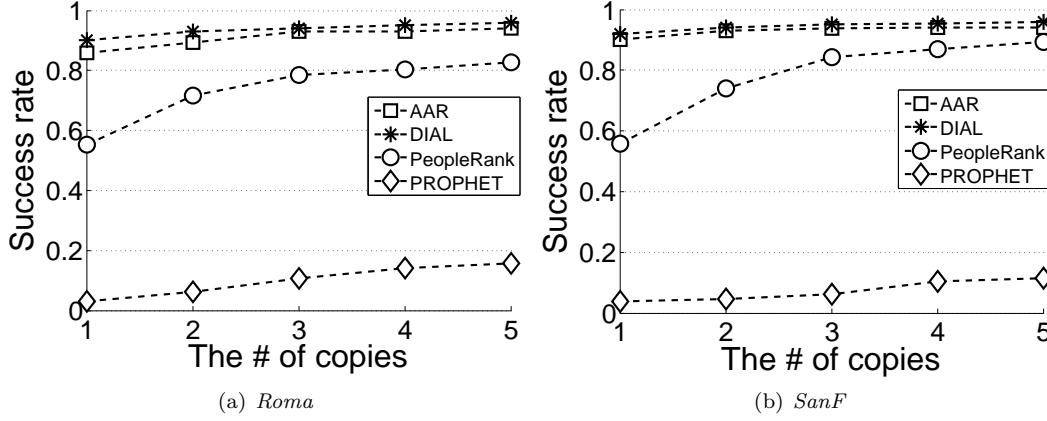 1
0.8
0.6
0.4
0.2
0
1 2 3 4 5
Success rate
The # of copies
AAR
DIAL
PeopleRank
PROPHET
(a) Roma
1
0.8
0.6
0.4
0.2
0
1 2 3 4 5
Success rate
The # of copies
AAR
DIAL
PeopleRank
PROPHET
(b) SanF